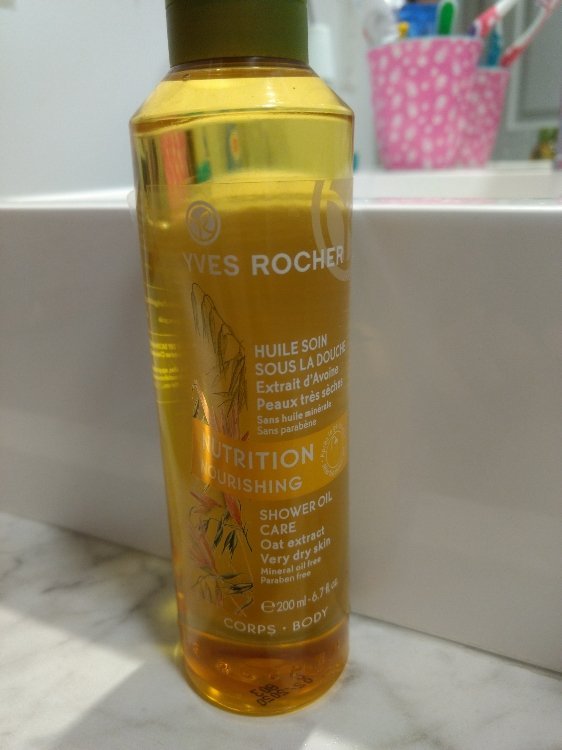 YVES ROCHER
HUILE SOIN
SOUS LA DOUCHE
Extrait d'Avoine
Peaux très sèches
Sans huile minérale
Sans parabène
NUTRITION
NOURISHING
SHOWER OIL
CARE
Oat extract
Very dry skin
Mineral oil free
Paraben free
℮ 200 ml - 6.7 fl. oz
CORPS • BODY